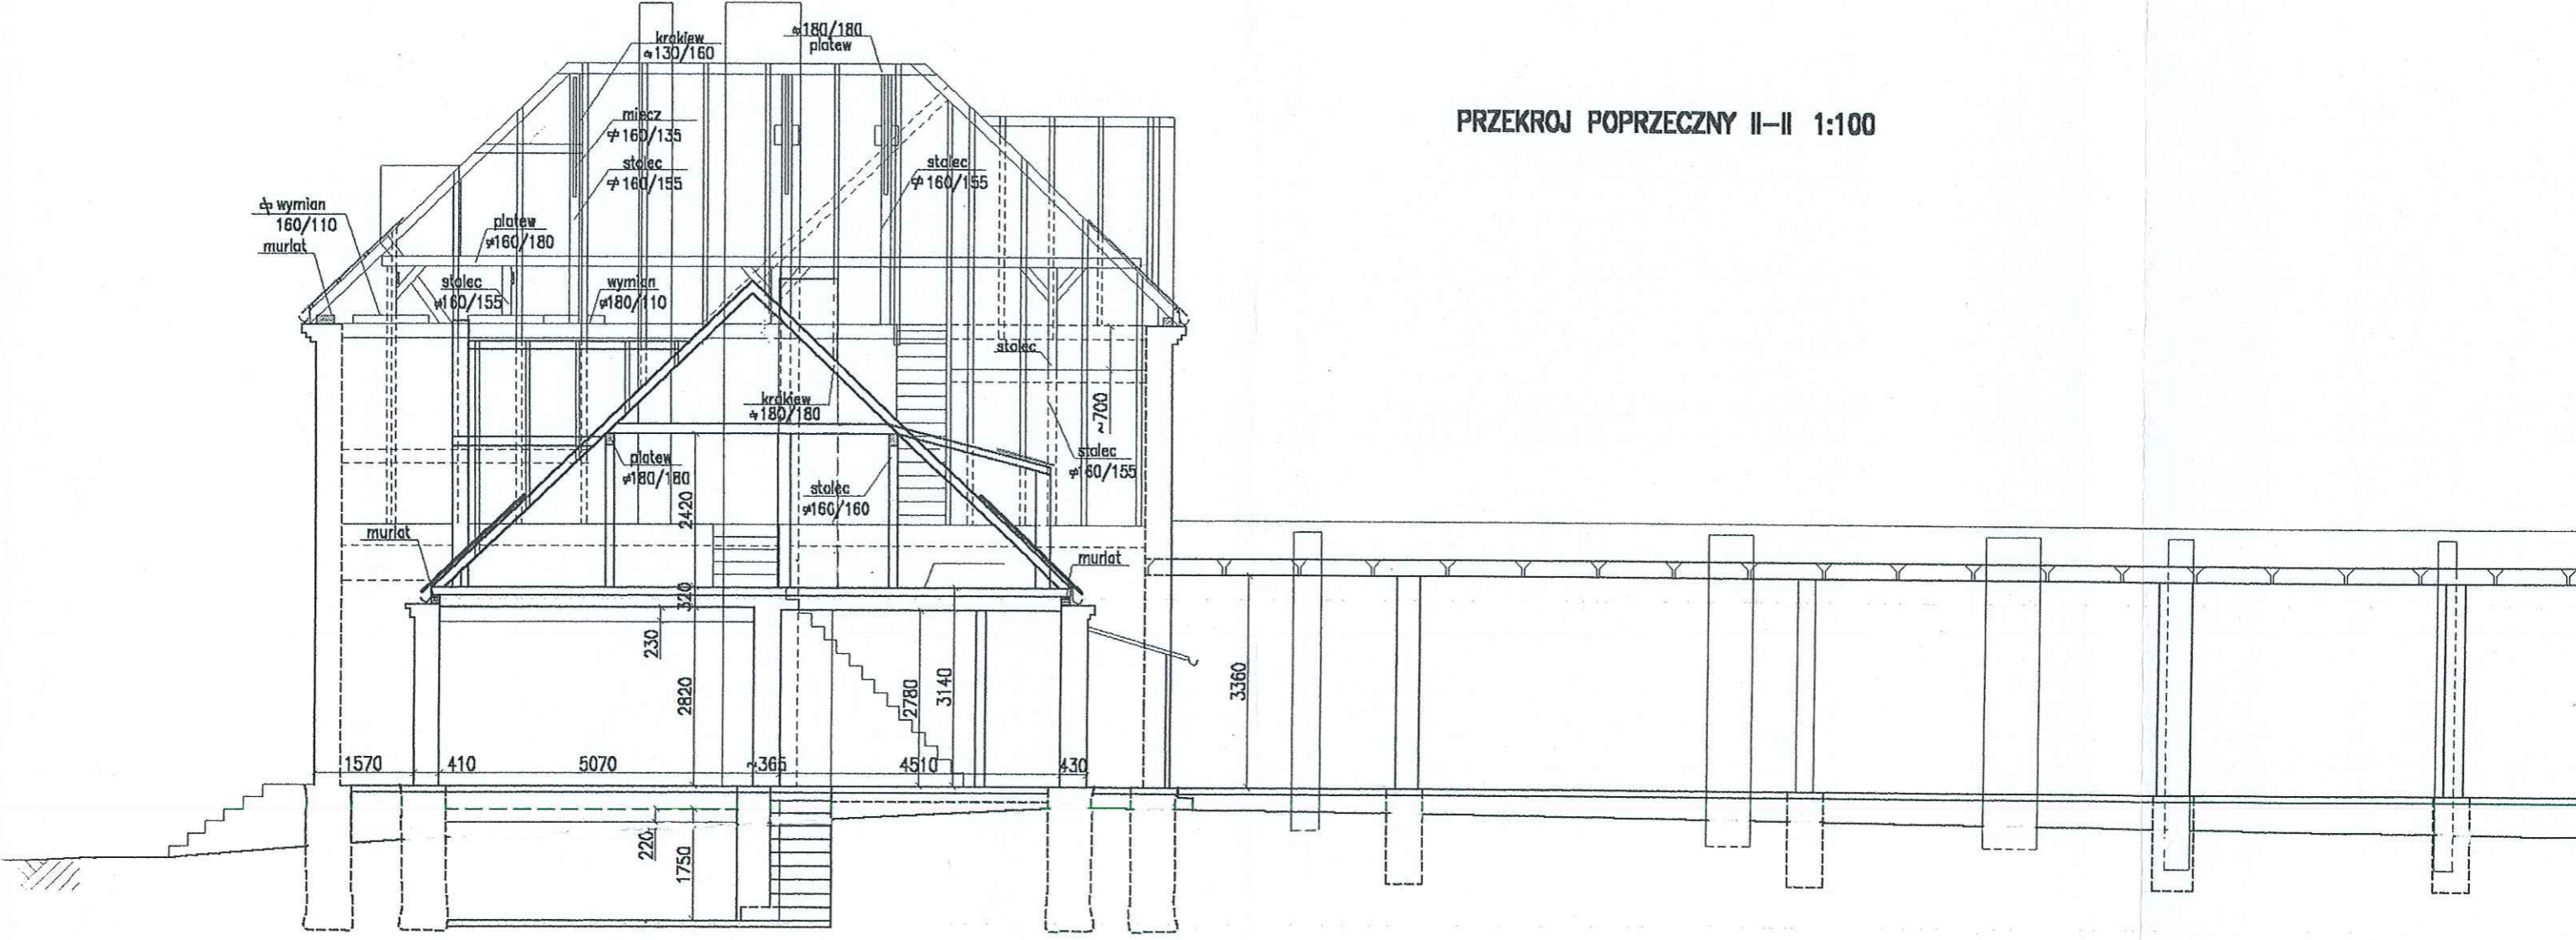 krokiew
⌀130/160
⌀180/180
płatew
PRZEKROJ POPRZECZNY II-II 1:100
miecz
⌀160/135
stolec
⌀160/155
stolec
⌀160/155
⌀ wymian
160/110
murłat
płatew
⌀160/180
stolec
⌀160/155
wymian
⌀180/110
stolec
krokiew
⌀180/180
~700
płatew
⌀180/180
stolec
⌀160/155
stolec
⌀160/160
2420
murłat
murłat
320
230
2820
2780
3140
3360
1570
410
5070
~365
4510
430
220
1750